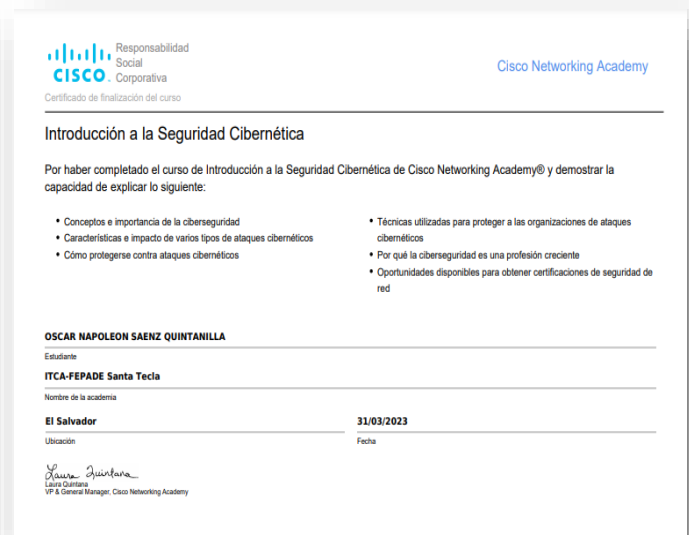 Responsabilidad
Social
Corporativa
CISCO.
Cisco Networking Academy
Certificado de finalización del curso
Introducción a la Seguridad Cibernética
Por haber completado el curso de Introducción a la Seguridad Cibernética de Cisco Networking Academy® y demostrar la
capacidad de explicar lo siguiente:
• Conceptos e importancia de la ciberseguridad
• Características e impacto de varios tipos de ataques cibernéticos
• Cómo protegerse contra ataques cibernéticos
• Técnicas utilizadas para proteger a las organizaciones de ataques
cibernéticos
• Por qué la ciberseguridad es una profesión creciente
• Oportunidades disponibles para obtener certificaciones de seguridad de
red
OSCAR NAPOLEON SAENZ QUINTANILLA
Estudiante
ITCA-FEPADE Santa Tecla
Nombre de la academia
El Salvador
Ubicación
31/03/2023
Fecha
Laura Quintana
Laura Quintana
VP & General Manager, Cisco Networking Academy